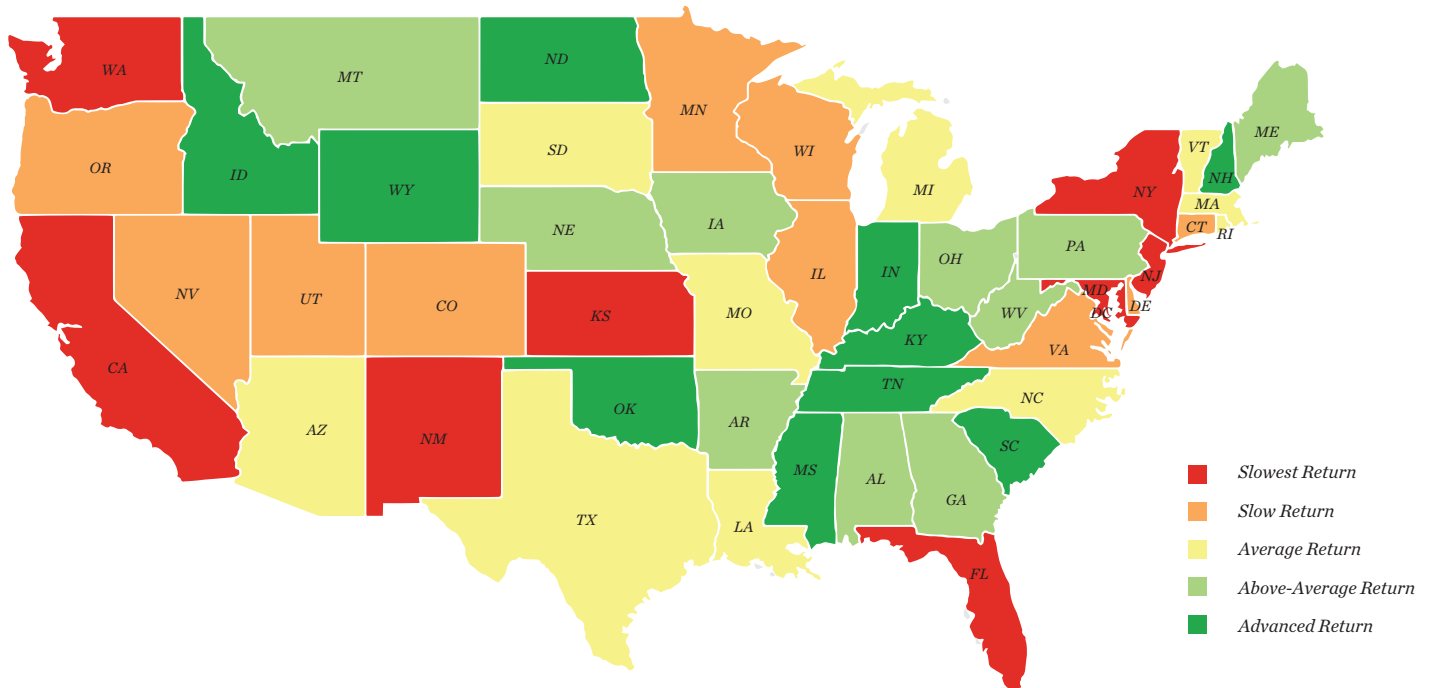 WA
MT
ND
MN
OR
ID
WY
SD
WI
MI
VT
ME
NH
NY
MA
CT
RI
NE
IA
PA
NV
UT
CO
KS
MO
IL
IN
OH
NJ
MD
DE
DC
WV
VA
KY
CA
AZ
NM
OK
AR
TN
NC
SC
MS
AL
GA
TX
LA
FL
Slowest Return
Slow Return
Average Return
Above-Average Return
Advanced Return